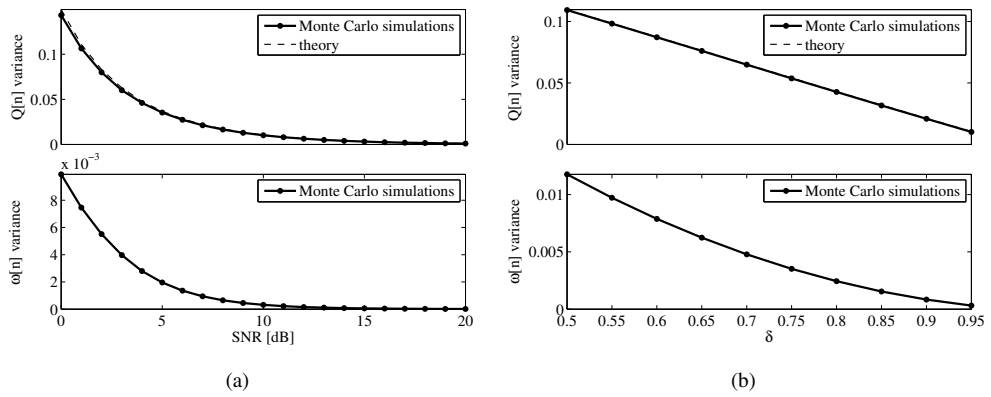 Q[n] variance
0.1
0.05
0
Monte Carlo simulations
theory
x 10⁻³
ω[n] variance
8
6
4
2
0
Monte Carlo simulations
0 5 10 15 20
SNR [dB]
(a)
Q[n] variance
0.1
0.05
0
Monte Carlo simulations
theory
ω[n] variance
0.01
0.005
0
Monte Carlo simulations
0.5 0.55 0.6 0.65 0.7 0.75 0.8 0.85 0.9 0.95
δ
(b)